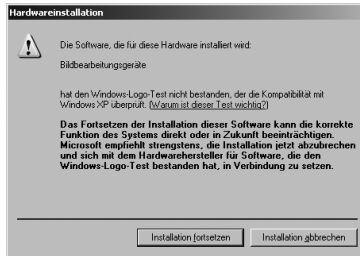 Hardwareinstallation
Die Software, die für diese Hardware installiert wird:
Bildbearbeitungsgeräte
hat den Windows-Logo-Test nicht bestanden, der die Kompatibilität mit
Windows XP überprüft. (Warum ist dieser Test wichtig?)
Das Fortsetzen der Installation dieser Software kann die korrekte
Funktion des Systems direkt oder in Zukunft beeinträchtigen.
Microsoft empfiehlt strengstens, die Installation jetzt abzubrechen
und sich mit dem Hardwarehersteller für Software, die den
Windows-Logo-Test bestanden hat, in Verbindung zu setzen.
Installation fortsetzen
Installation abbrechen